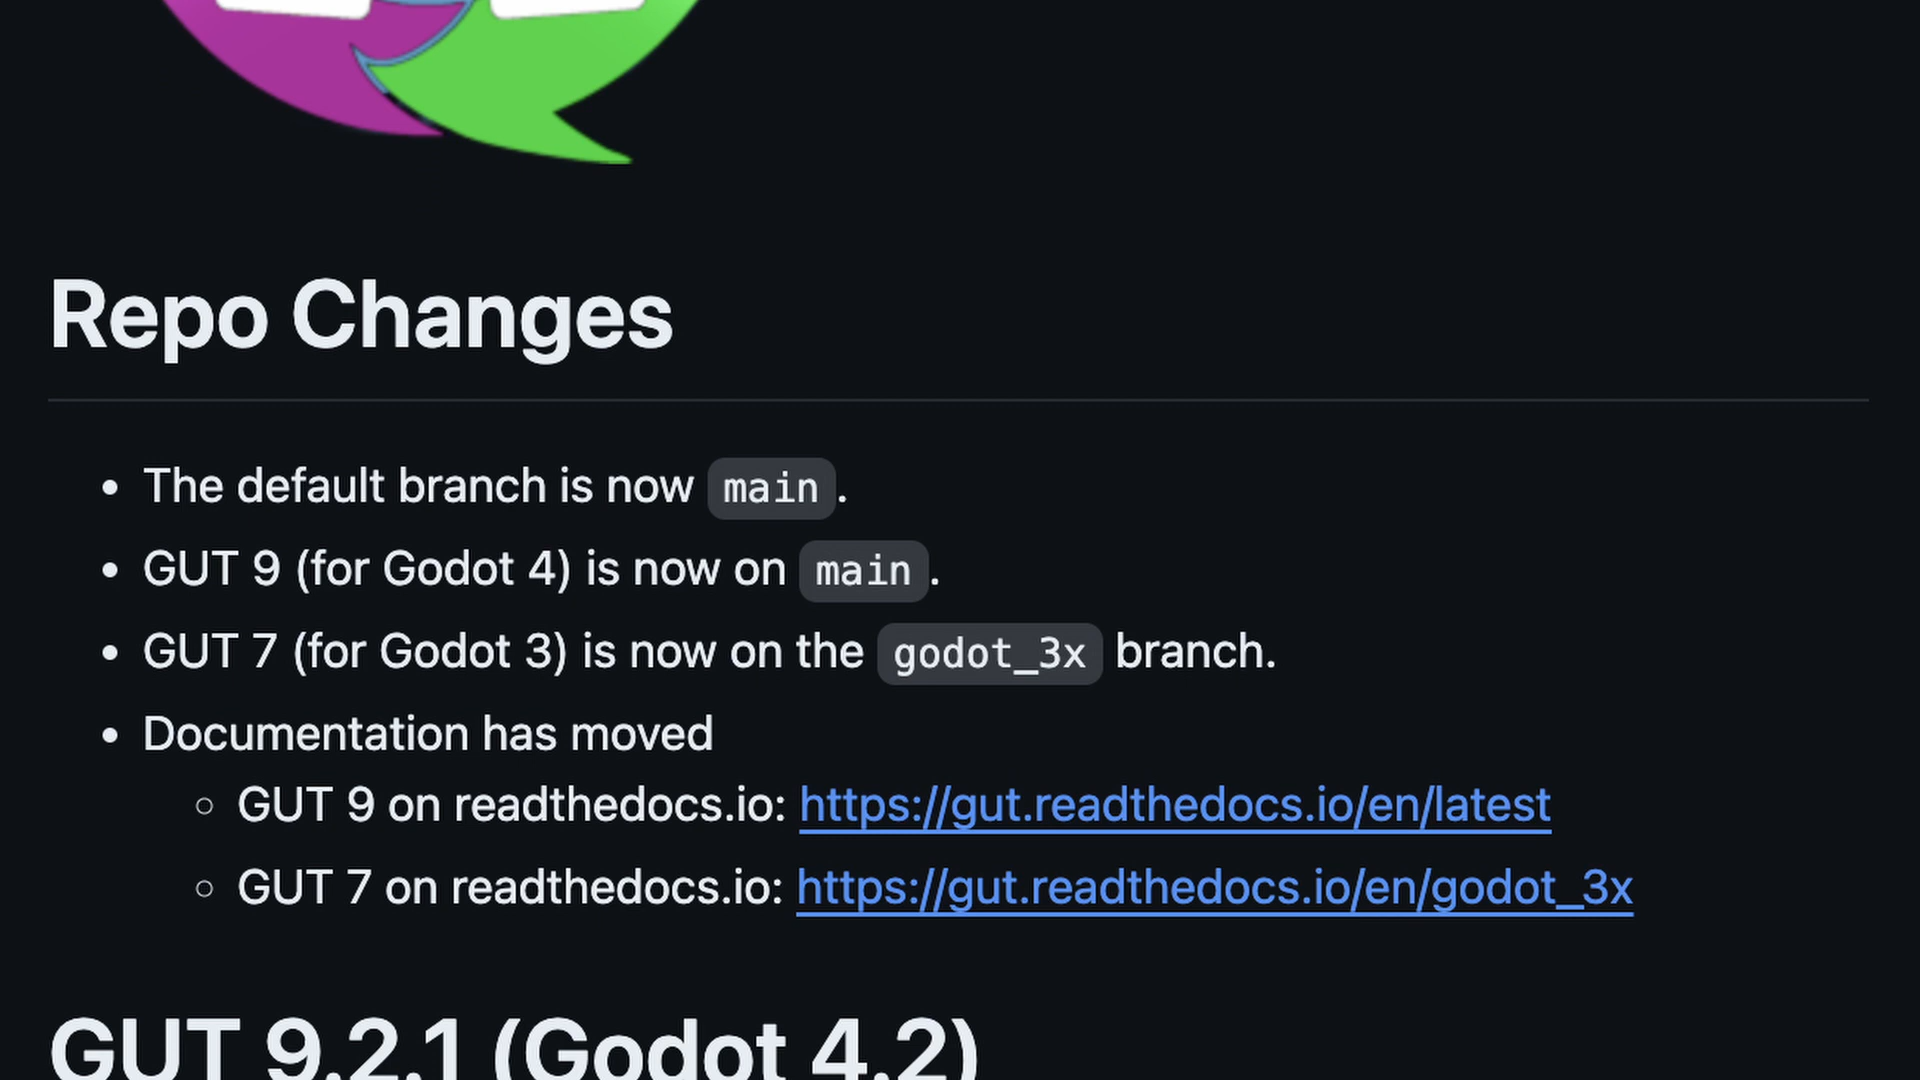 Repo Changes
The default branch is now main.
GUT 9 (for Godot 4) is now on main.
GUT 7 (for Godot 3) is now on the godot_3x branch.
Documentation has moved
GUT 9 on readthedocs.io: https://gut.readthedocs.io/en/latest
GUT 7 on readthedocs.io: https://gut.readthedocs.io/en/godot_3x
GUT 9.2.1 (Godot 4.2)